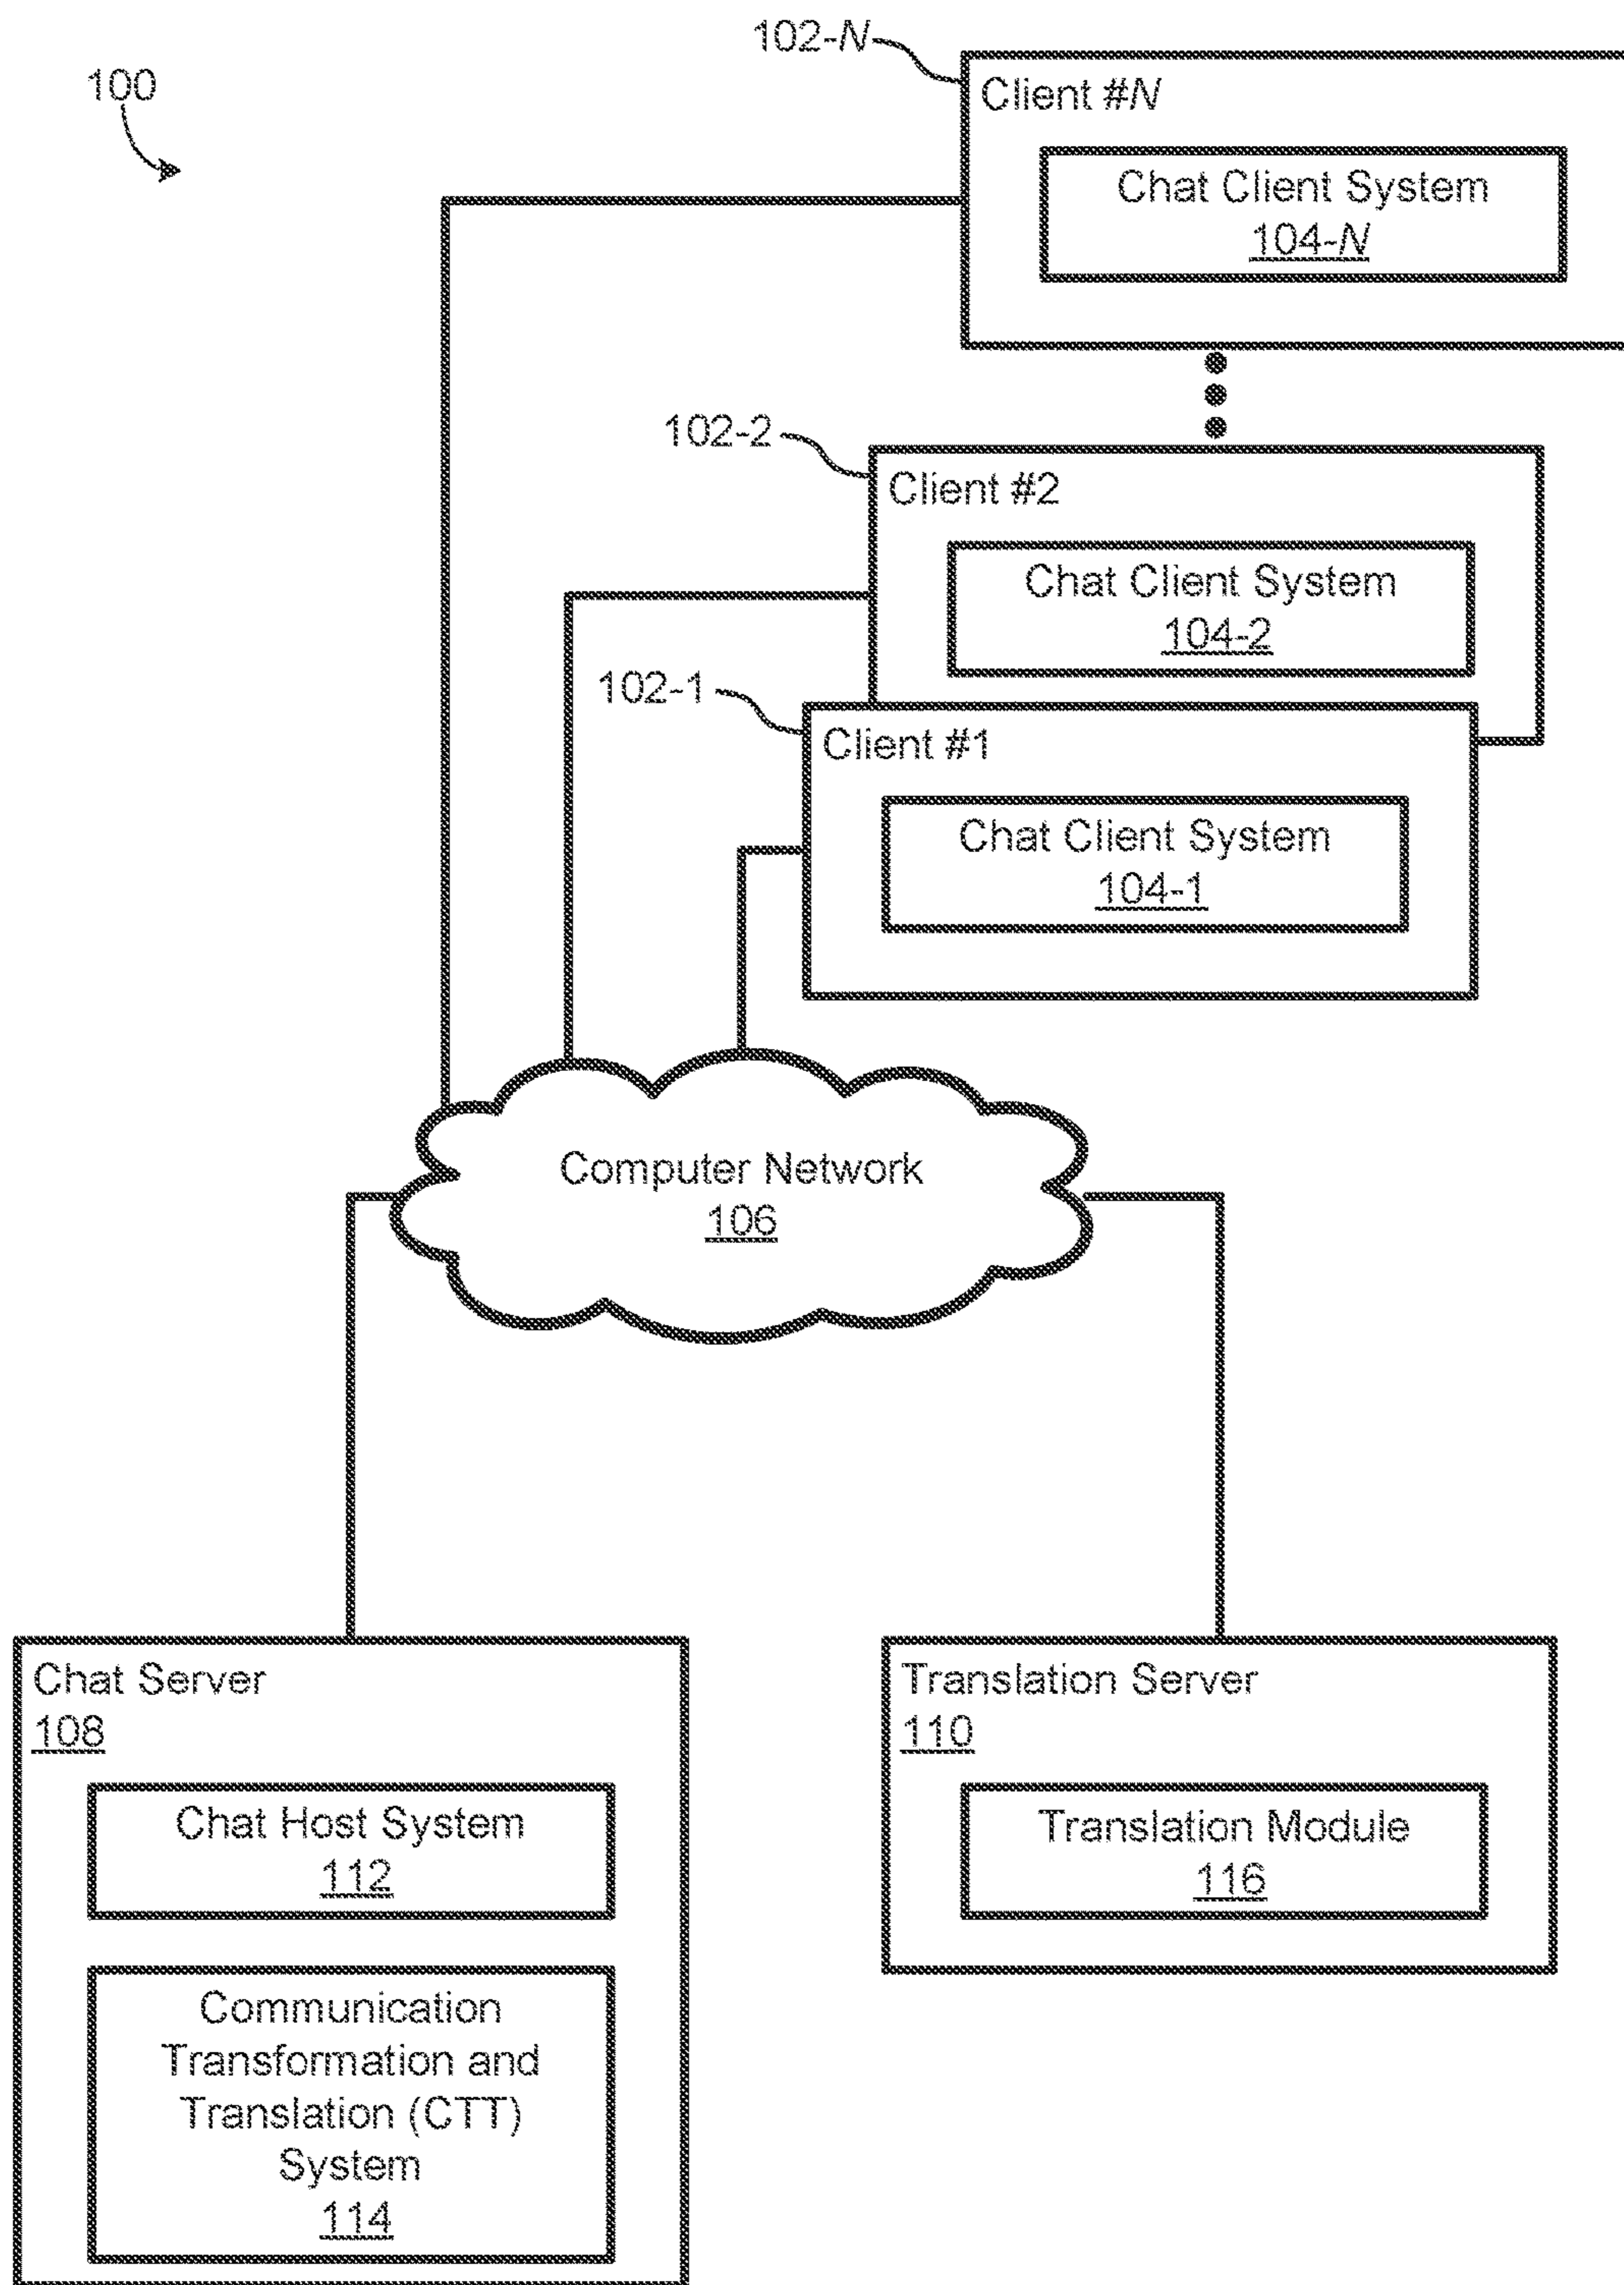 102-N
100
Client #N
Chat Client System
104-N
102-2
Client #2
Chat Client System
104-2
102-1
Client #1
Chat Client System
104-1
Computer Network
106
Chat Server
108
Chat Host System
112
Communication
Transformation and
Translation (CTT)
System
114
Translation Server
110
Translation Module
116